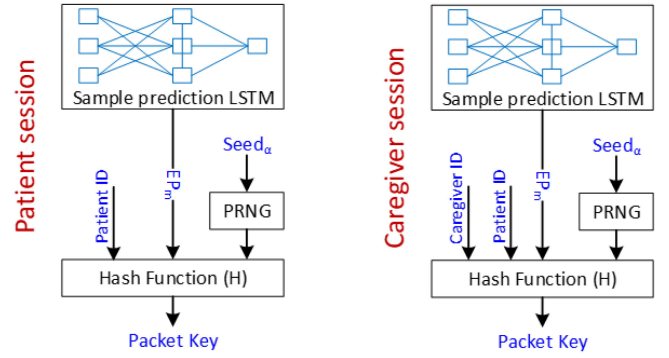 Patient session
Sample prediction LSTM
Patient ID
EPₘ
Seedα
PRNG
Hash Function (H)
Packet Key
Caregiver session
Sample prediction LSTM
Caregiver ID
Patient ID
EPₘ
Seedα
PRNG
Hash Function (H)
Packet Key